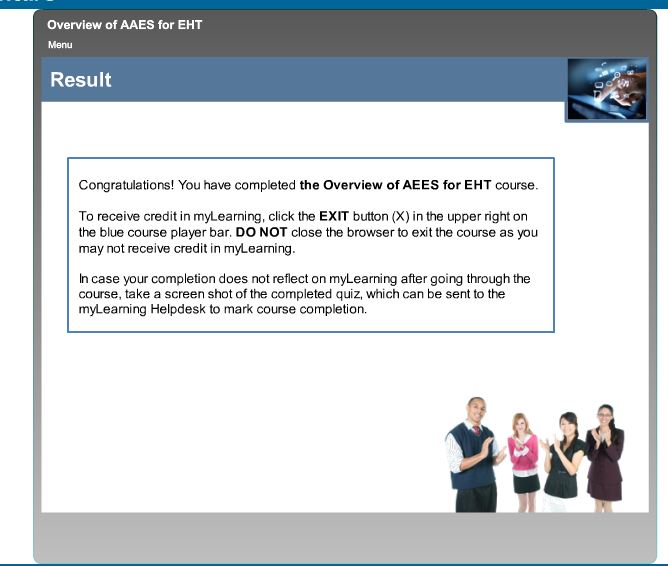 Overview of AAES for EHT
Menu
Result
Congratulations! You have completed the Overview of AEES for EHT course.
To receive credit in myLearning, click the EXIT button (X) in the upper right on
the blue course player bar. DO NOT close the browser to exit the course as you
may not receive credit in myLearning.
In case your completion does not reflect on myLearning after going through the
course, take a screen shot of the completed quiz, which can be sent to the
myLearning Helpdesk to mark course completion.